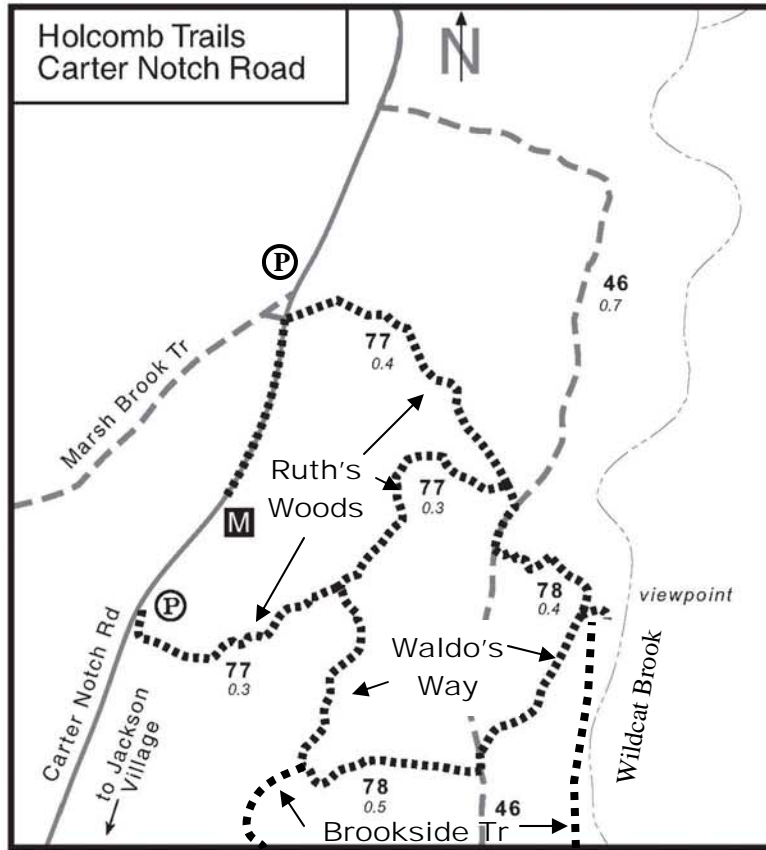 Holcomb Trails
Carter Notch Road
N
P
46
0.7
77
0.4
Marsh Brook Tr
Ruth's
Woods
77
0.3
M
P
78
0.4
viewpoint
77
0.3
Waldo's
Way
Wildcat Brook
Carter Notch Rd
to Jackson
Village
78
0.5
46
Brookside Tr